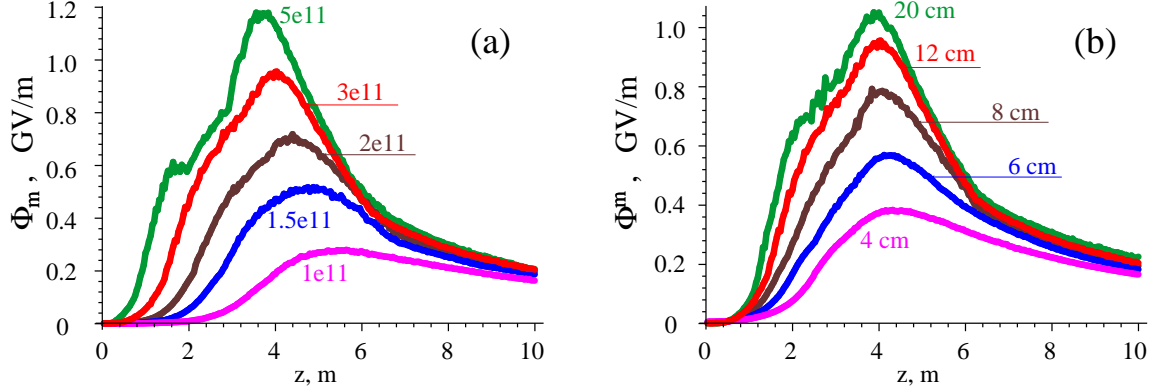 1.2
1.0
0.8
0.6
0.4
0.2
0
Φm , GV/m
5e11
3e11
2e11
1.5e11
1e11
(a)
0 2 4 6 8 10
z, m
1.0
0.8
0.6
0.4
0.2
0
Φm , GV/m
20 cm
12 cm
8 cm
6 cm
4 cm
(b)
0 2 4 6 8 10
z, m